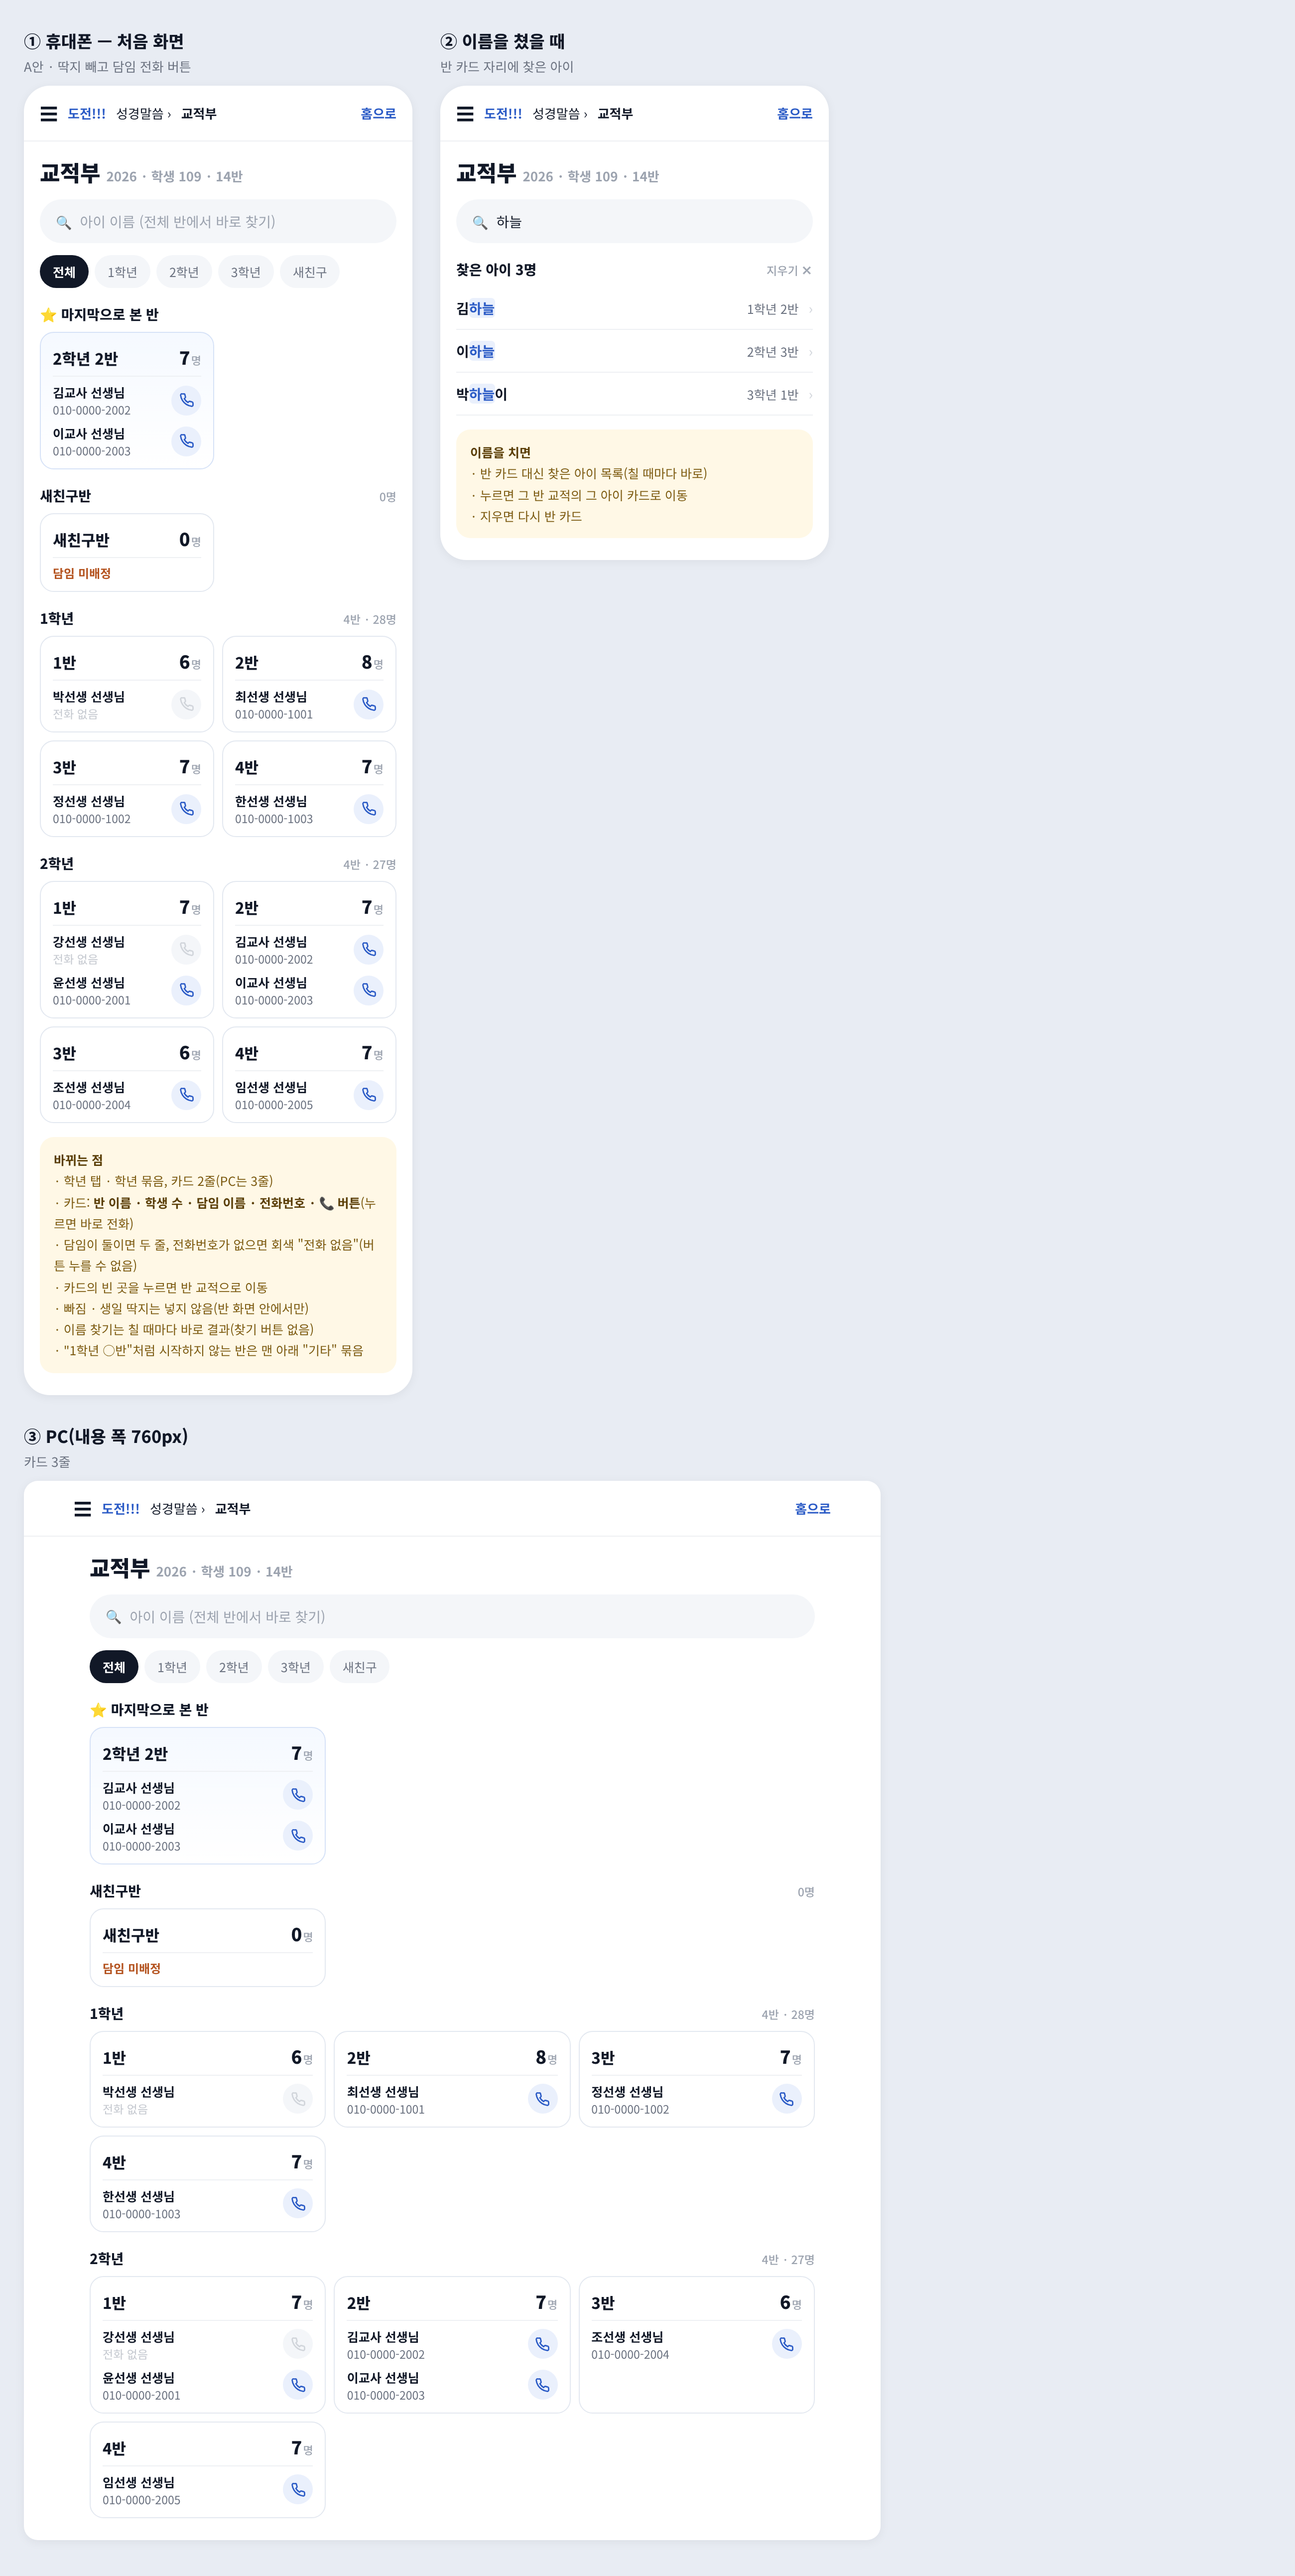 ① 휴대폰 — 처음 화면
A안 · 딱지 빼고 담임 전화 버튼
☰ 도전!!! 성경말씀 › 교적부 홈으로
교적부 2026 · 학생 109 · 14반
🔍 아이 이름 (전체 반에서 바로 찾기)
전체 1학년 2학년 3학년 새친구
⭐ 마지막으로 본 반
2학년 2반 7명
김교사 선생님
010-0000-2002
이교사 선생님
010-0000-2003
새친구반 0명
새친구반 0명
담임 미배정
1학년 4반 · 28명
1반 6명
박선생 선생님
전화 없음
2반 8명
최선생 선생님
010-0000-1001
3반 7명
정선생 선생님
010-0000-1002
4반 7명
한선생 선생님
010-0000-1003
2학년 4반 · 27명
1반 7명
강선생 선생님
전화 없음
윤선생 선생님
010-0000-2001
2반 7명
김교사 선생님
010-0000-2002
이교사 선생님
010-0000-2003
3반 6명
조선생 선생님
010-0000-2004
4반 7명
임선생 선생님
010-0000-2005
바뀌는 점
· 학년 탭 · 학년 묶음, 카드 2줄(PC는 3줄)
· 카드: 반 이름 · 학생 수 · 담임 이름 · 전화번호 · 📞 버튼(누
르면 바로 전화)
· 담임이 둘이면 두 줄, 전화번호가 없으면 회색 "전화 없음"(버
튼 누를 수 없음)
· 카드의 빈 곳을 누르면 반 교적으로 이동
· 빠짐 · 생일 딱지는 넣지 않음(반 화면 안에서만)
· 이름 찾기는 칠 때마다 바로 결과(찾기 버튼 없음)
· "1학년 ○반"처럼 시작하지 않는 반은 맨 아래 "기타" 묶음
② 이름을 쳤을 때
반 카드 자리에 찾은 아이
☰ 도전!!! 성경말씀 › 교적부 홈으로
교적부 2026 · 학생 109 · 14반
🔍 하늘
찾은 아이 3명 지우기 ✕
김하늘 1학년 2반 ›
이하늘 2학년 3반 ›
박하늘이 3학년 1반 ›
이름을 치면
· 반 카드 대신 찾은 아이 목록(칠 때마다 바로)
· 누르면 그 반 교적의 그 아이 카드로 이동
· 지우면 다시 반 카드
③ PC(내용 폭 760px)
카드 3줄
☰ 도전!!! 성경말씀 › 교적부 홈으로
교적부 2026 · 학생 109 · 14반
🔍 아이 이름 (전체 반에서 바로 찾기)
전체 1학년 2학년 3학년 새친구
⭐ 마지막으로 본 반
2학년 2반 7명
김교사 선생님
010-0000-2002
이교사 선생님
010-0000-2003
새친구반 0명
새친구반 0명
담임 미배정
1학년 4반 · 28명
1반 6명
박선생 선생님
전화 없음
2반 8명
최선생 선생님
010-0000-1001
3반 7명
정선생 선생님
010-0000-1002
4반 7명
한선생 선생님
010-0000-1003
2학년 4반 · 27명
1반 7명
강선생 선생님
전화 없음
윤선생 선생님
010-0000-2001
2반 7명
김교사 선생님
010-0000-2002
이교사 선생님
010-0000-2003
3반 6명
조선생 선생님
010-0000-2004
4반 7명
임선생 선생님
010-0000-2005